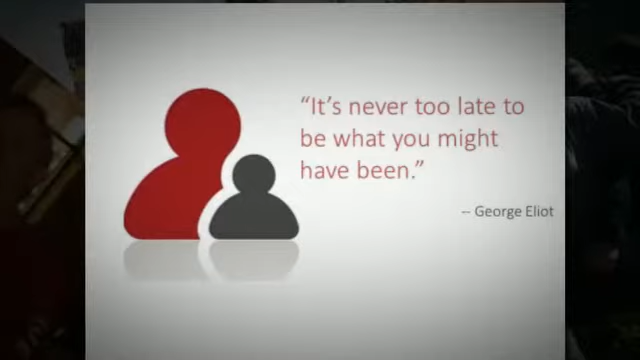 “It’s never too late to
be what you might
have been.”
-- George Eliot